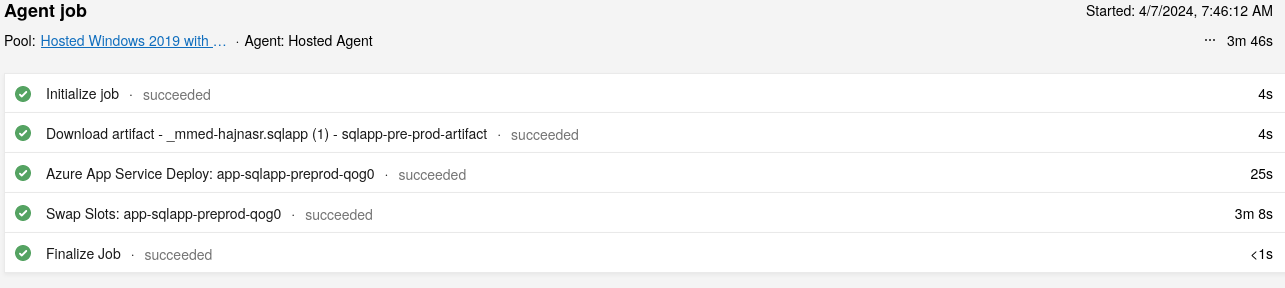 Agent job
Started: 4/7/2024, 7:46:12 AM
Pool: Hosted Windows 2019 with … · Agent: Hosted Agent
··· 3m 46s
Initialize job · succeeded 4s
Download artifact - _mmed-hajnasr.sqlapp (1) - sqlapp-pre-prod-artifact · succeeded 4s
Azure App Service Deploy: app-sqlapp-preprod-qog0 · succeeded 25s
Swap Slots: app-sqlapp-preprod-qog0 · succeeded 3m 8s
Finalize Job · succeeded <1s